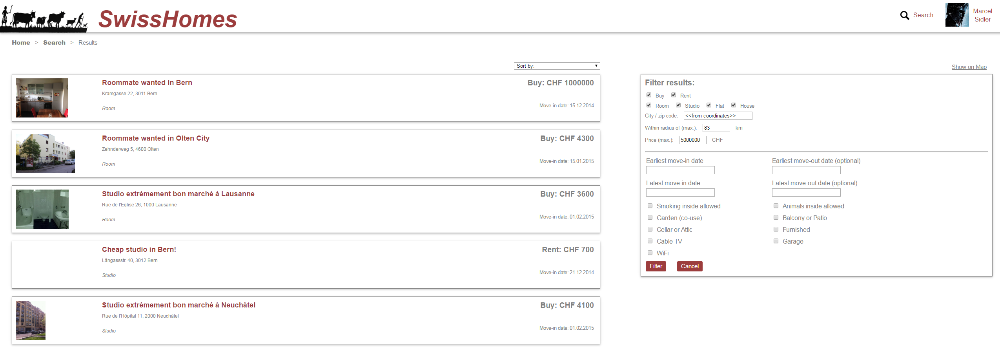 SwissHomes
Search
Marcel
Sidler
Home > Search > Results
Sort by:
Show on Map
Roommate wanted in Bern
Buy: CHF 1000000
Kramgasse 22, 3011 Bern
Move-in date: 15.12.2014
Room
Roommate wanted in Olten City
Buy: CHF 4300
Zehnderweg 5, 4600 Olten
Move-in date: 15.01.2015
Room
Studio extrèmement bon marché à Lausanne
Buy: CHF 3600
Rue de l'Eglise 26, 1000 Lausanne
Move-in date: 01.02.2015
Room
Cheap studio in Bern!
Rent: CHF 700
Längassstr. 40, 3012 Bern
Move-in date: 21.12.2014
Studio
Studio extrèmement bon marché à Neuchâtel
Buy: CHF 4100
Rue de l'Hôpital 11, 2000 Neuchâtel
Move-in date: 01.02.2015
Studio
Filter results:
Buy Rent
Room Studio Flat House
City / zip code: <<from coordinates>>
Within radius of (max.): 83 km
Price (max.): 5000000 CHF
Earliest move-in date Earliest move-out date (optional)
Latest move-in date Latest move-out date (optional)
Smoking inside allowed Animals inside allowed
Garden (co-use) Balcony or Patio
Cellar or Attic Furnished
Cable TV Garage
WiFi
Filter Cancel